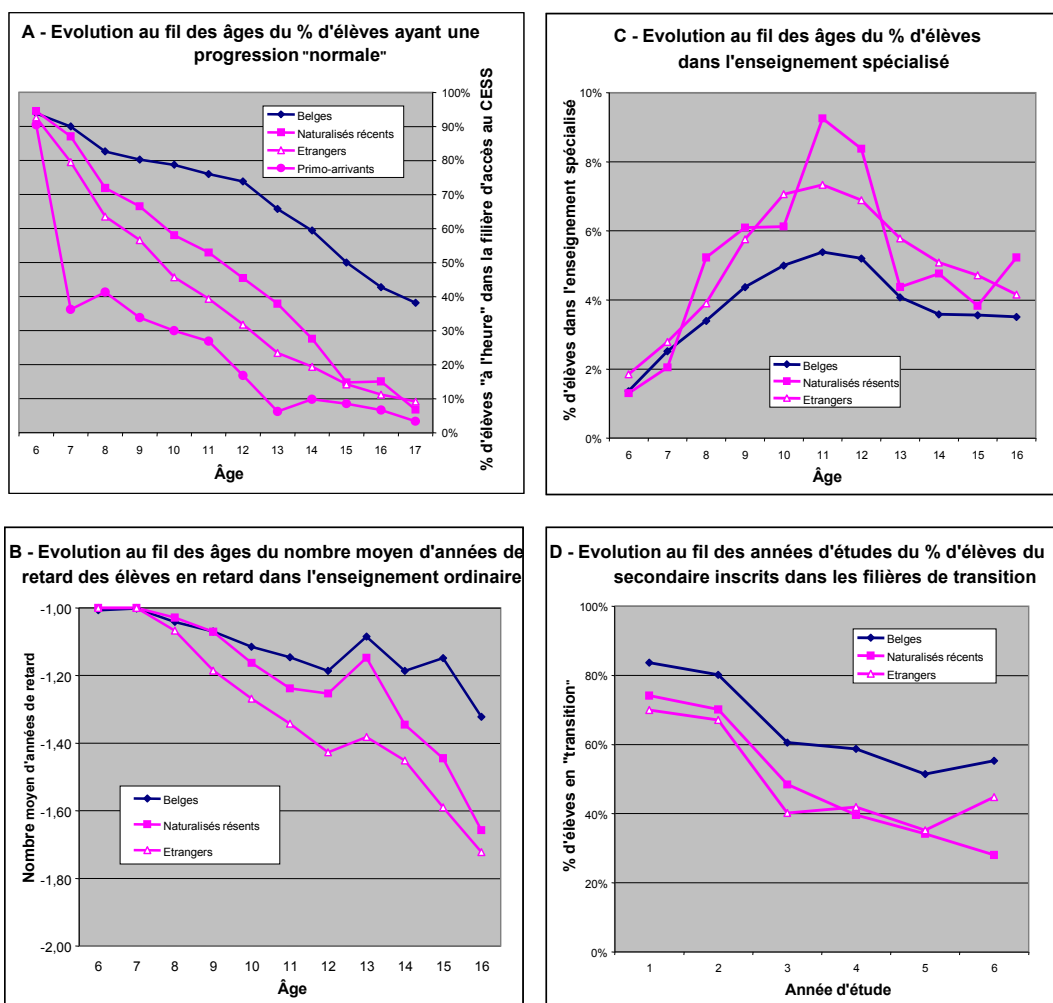 A - Evolution au fil des âges du % d'élèves ayant une
progression "normale"
100%
90%
80%
70%
60%
50%
40%
30%
20%
10%
0%
% d'élèves "à l'heure" dans la filière d'accès au CESS
Belges
Naturalisés récents
Etrangers
Primo-arrivants
6 7 8 9 10 11 12 13 14 15 16 17
Âge
C - Evolution au fil des âges du % d'élèves
dans l'enseignement spécialisé
10%
8%
6%
4%
2%
0%
% d'élèves dans l'enseignement spécialisé
Belges
Naturalisés résents
Etrangers
6 7 8 9 10 11 12 13 14 15 16
Âge
B - Evolution au fil des âges du nombre moyen d'années de
retard des élèves en retard dans l'enseignement ordinaire
-1,00
-1,20
-1,40
-1,60
-1,80
-2,00
Nombre moyen d'années de retard
Belges
Naturalisés résents
Etrangers
6 7 8 9 10 11 12 13 14 15 16
Âge
D - Evolution au fil des années d'études du % d'élèves du
secondaire inscrits dans les filières de transition
100%
80%
60%
40%
20%
0%
% d'élèves en "transition"
Belges
Naturalisés récents
Etrangers
1 2 3 4 5 6
Année d'étude